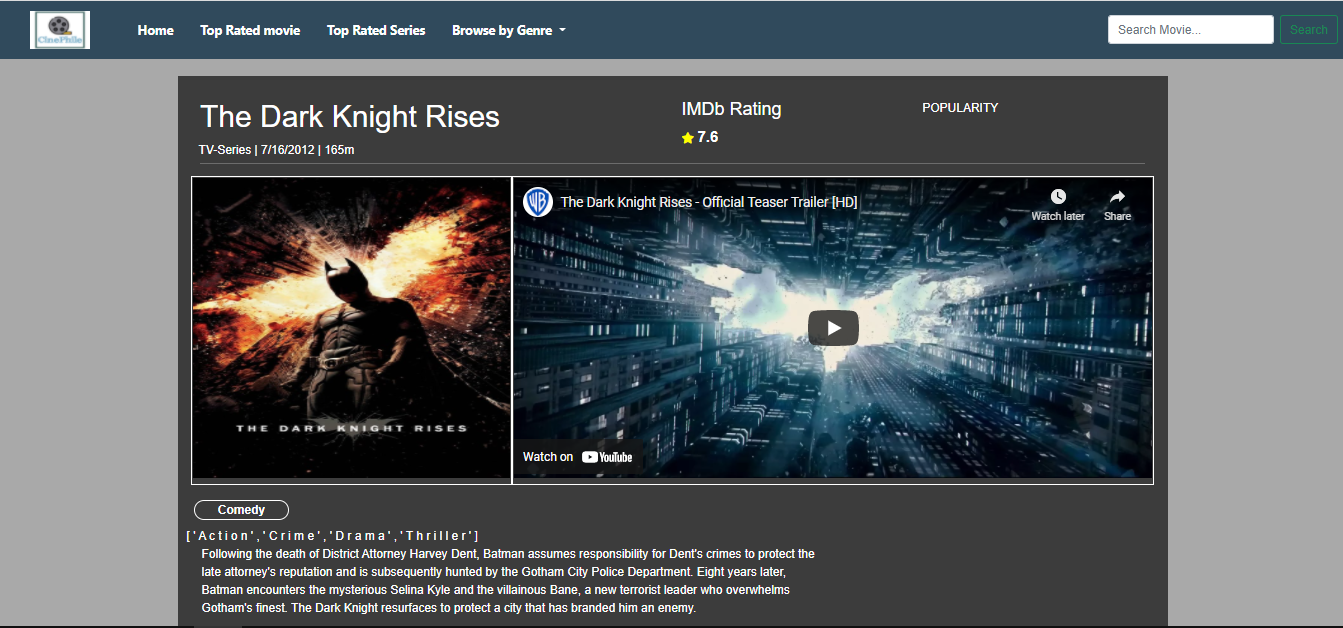 CinePhile
Home Top Rated movie Top Rated Series Browse by Genre Search Movie... Search
The Dark Knight Rises
IMDb Rating
POPULARITY
7.6
TV-Series | 7/16/2012 | 165m
The Dark Knight Rises - Official Teaser Trailer [HD]
Watch later Share
THE DARK KNIGHT RISES
Watch on YouTube
Comedy
['Action','Crime','Drama','Thriller']
Following the death of District Attorney Harvey Dent, Batman assumes responsibility for Dent's crimes to protect the
late attorney's reputation and is subsequently hunted by the Gotham City Police Department. Eight years later,
Batman encounters the mysterious Selina Kyle and the villainous Bane, a new terrorist leader who overwhelms
Gotham's finest. The Dark Knight resurfaces to protect a city that has branded him an enemy.